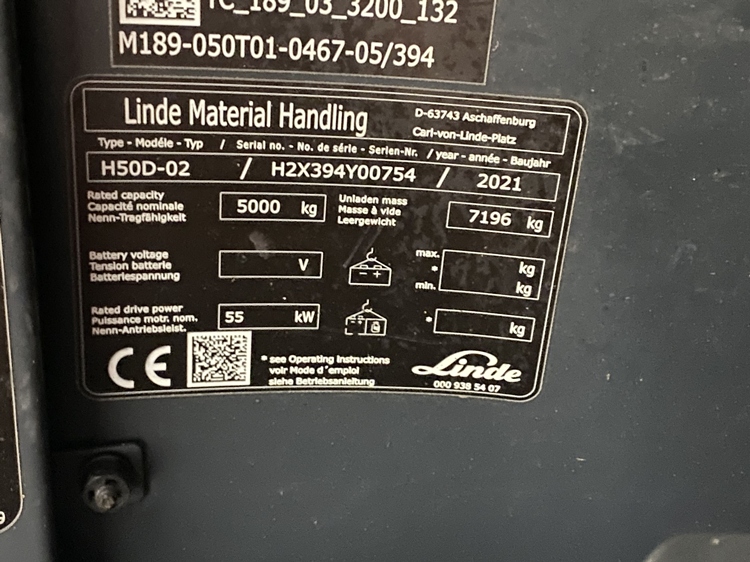 TC_189_03_3200_132
M189-050T01-0467-05/394
Linde Material Handling
D-63743 Aschaffenburg
Carl-von-Linde-Platz
Type - Modéle - Typ / Serial no. - No. de série - Serien-Nr. / year - année - Baujahr
H50D-02 / H2X394Y00754 / 2021
Rated capacity
Capacité nominale
Nenn-Tragfähigkeit
5000 kg
Unladen mass
Masse à vide
Leergewicht
7196 kg
Battery voltage
Tension batterie
Batteriespannung
V
max. kg
*
min. kg
Rated drive power
Puissance motr. nom.
Nenn-Antriebsleist.
55 kW
* kg
CE
* see Operating Instructions
voir Mode d'emploi
siehe Betriebsanleitung
Linde
000 938 54 07
9